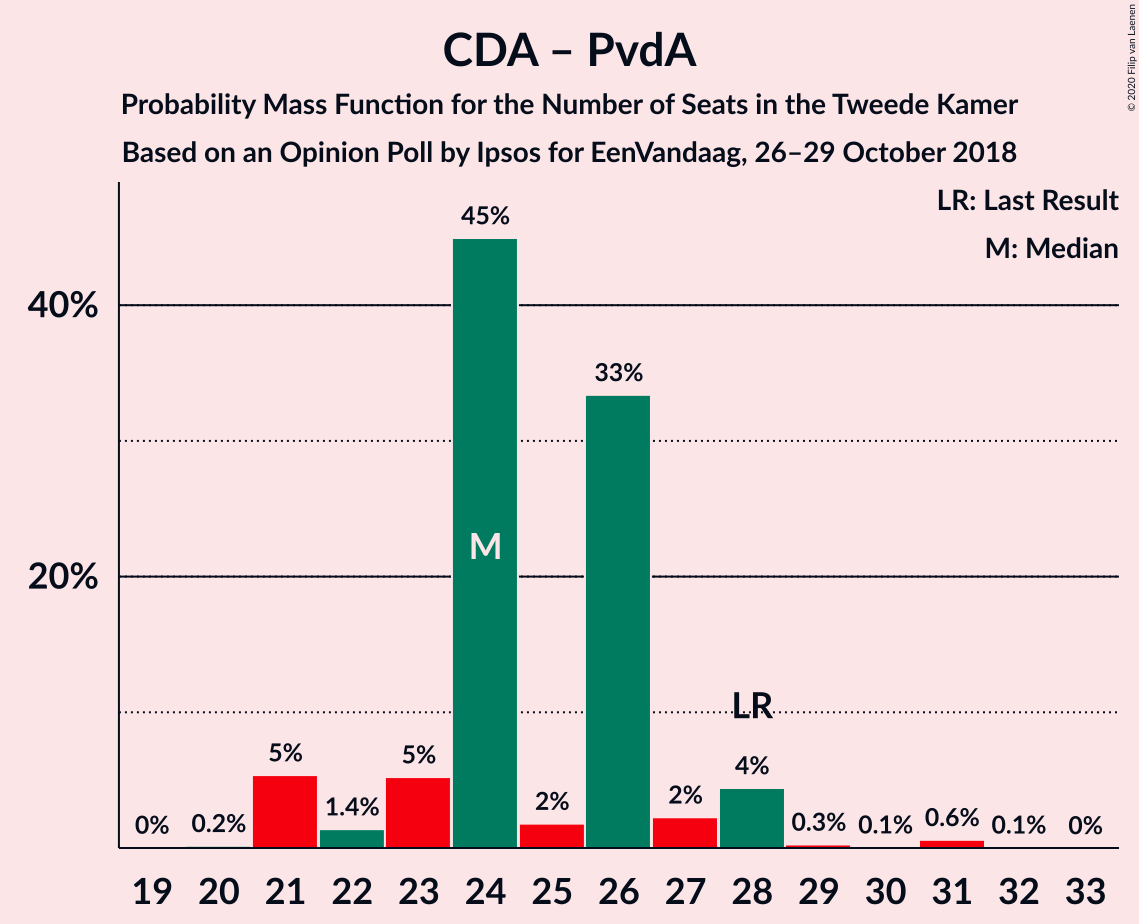 CDA – PvdA
Probability Mass Function for the Number of Seats in the Tweede Kamer
Based on an Opinion Poll by Ipsos for EenVandaag, 26–29 October 2018
© 2020 Filip van Laenen
LR: Last Result
M: Median
45%
40%
33%
M
20%
LR
5%
5%
4%
2%
2%
1.4%
0%
0.2%
0.3%
0.1%
0.6%
0.1%
0%
19 20 21 22 23 24 25 26 27 28 29 30 31 32 33